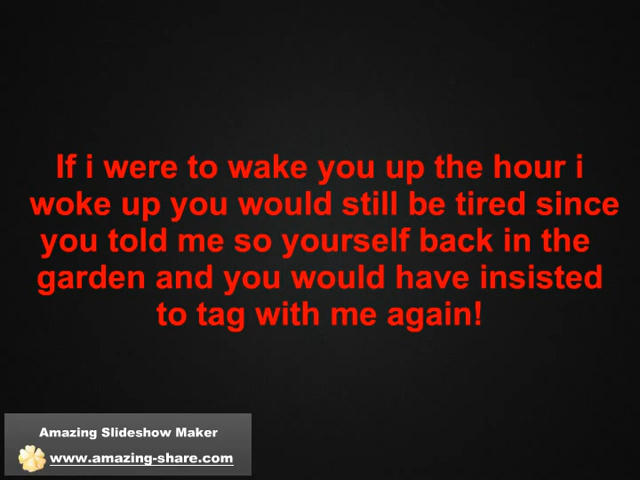 If i were to wake you up the hour i
woke up you would still be tired since
you told me so yourself back in the
garden and you would have insisted
to tag with me again!
Amazing Slideshow Maker
www.amazing-share.com